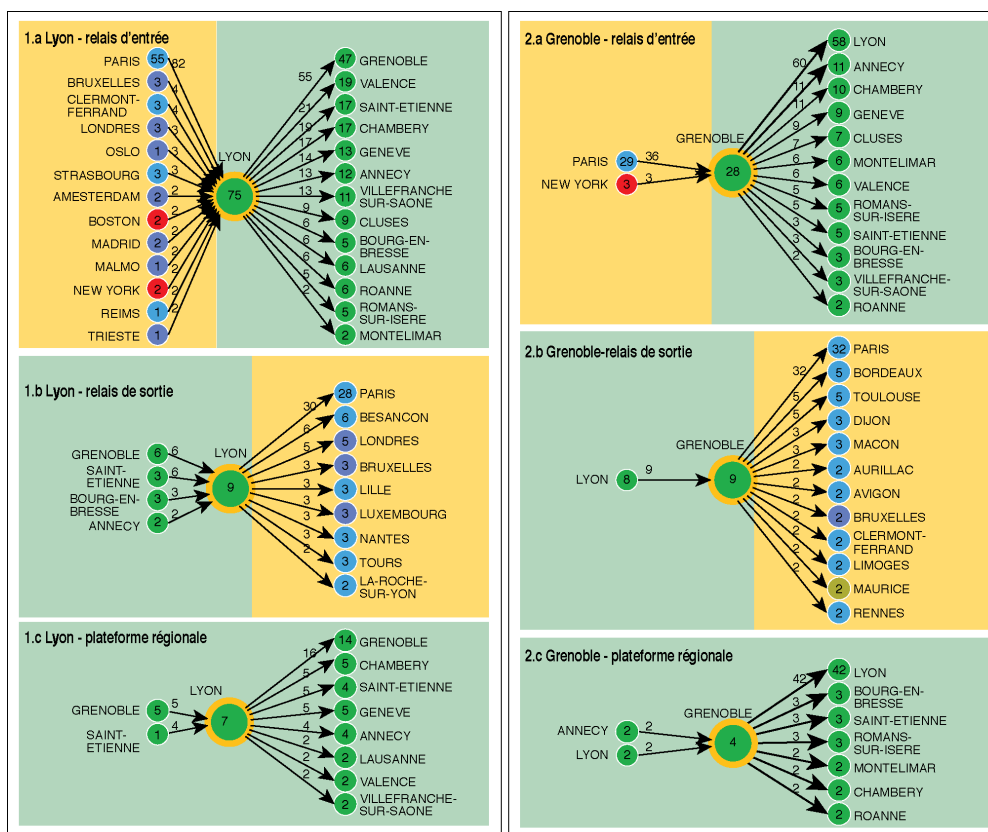 1.a Lyon - relais d'entrée
PARIS 55 82
BRUXELLES 3 4
CLERMONT-
FERRAND 3 4
LONDRES 3 3
OSLO 1 3
STRASBOURG 3 3
AMESTERDAM 2 2
BOSTON 2 2
MADRID 2 2
MALMO 1 2
NEW YORK 2 2
REIMS 1 2
TRIESTE 1
LYON
75
55 47 GRENOBLE
21 19 VALENCE
19 17 SAINT-ETIENNE
17 17 CHAMBERY
14 13 GENEVE
13 12 ANNECY
13 11 VILLEFRANCHE
SUR-SAONE
9 9 CLUSES
6 5 BOURG-EN-
BRESSE
6 6 LAUSANNE
6 6 ROANNE
5 5 ROMANS-
SUR-ISERE
2 2 MONTELIMAR
1.b Lyon - relais de sortie
GRENOBLE 6 6
SAINT-
ETIENNE 3 6
BOURG-EN-
BRESSE 3 3
ANNECY 2 2
LYON
9
30 28 PARIS
6 6 BESANCON
5 5 LONDRES
3 3 BRUXELLES
3 3 LILLE
3 3 LUXEMBOURG
3 3 NANTES
3 3 TOURS
2 2 LA-ROCHE-
SUR-YON
1.c Lyon - plateforme régionale
GRENOBLE 5 5
SAINT-
ETIENNE 1 4
LYON
7
16 14 GRENOBLE
5 5 CHAMBERY
5 4 SAINT-ETIENNE
5 5 GENEVE
4 4 ANNECY
2 2 LAUSANNE
2 2 VALENCE
2 2 VILLEFRANCHE-
SUR-SAONE
2.a Grenoble - relais d'entrée
PARIS 29 36
NEW YORK 3 3
GRENOBLE
28
60 58 LYON
11 11 ANNECY
11 10 CHAMBERY
9 9 GENEVE
7 7 CLUSES
6 6 MONTELIMAR
6 6 VALENCE
5 5 ROMANS-
SUR-ISERE
5 5 SAINT-ETIENNE
3 3 BOURG-EN-
BRESSE
3 3 VILLEFRANCHE-
SUR-SAONE
2 2 ROANNE
2.b Grenoble-relais de sortie
LYON 8 9
GRENOBLE
9
32 32 PARIS
5 5 BORDEAUX
5 5 TOULOUSE
3 3 DIJON
3 3 MACON
2 2 AURILLAC
2 2 AVIGON
2 2 BRUXELLES
2 2 CLERMONT-
FERRAND
2 2 LIMOGES
2 2 MAURICE
2 2 RENNES
2.c Grenoble - plateforme régionale
ANNECY 2 2
LYON 2 2
GRENOBLE
4
42 42 LYON
3 3 BOURG-EN-
BRESSE
3 3 SAINT-ETIENNE
3 3 ROMANS-
SUR-ISERE
2 2 MONTELIMAR
2 2 CHAMBERY
2 2 ROANNE